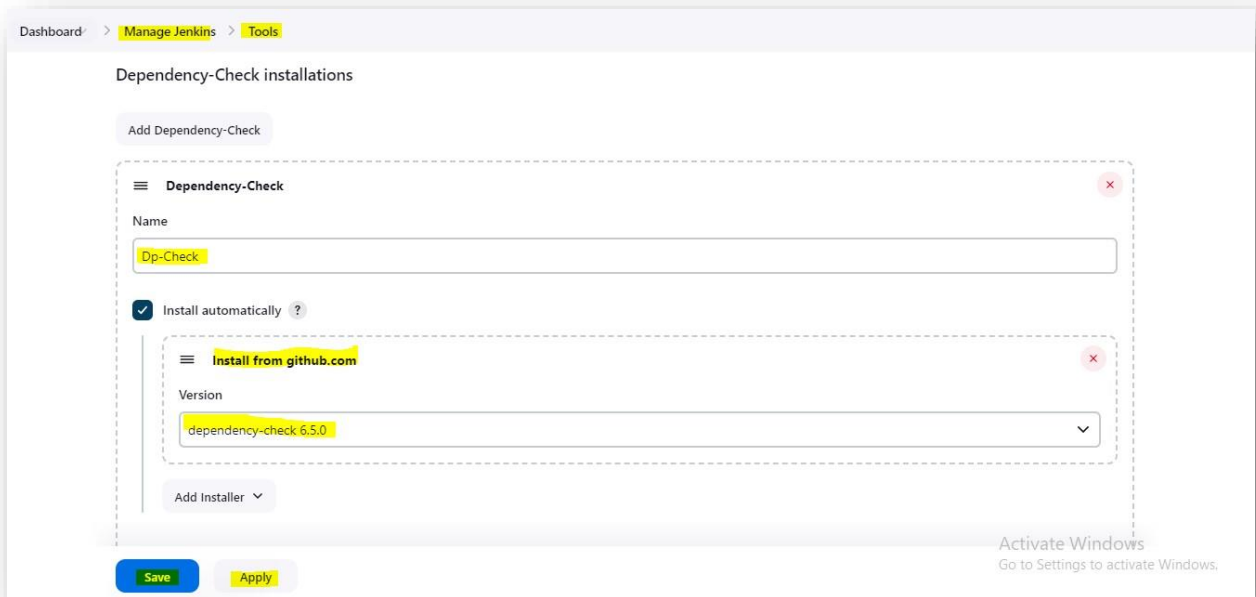 Dashboard > Manage Jenkins > Tools
Dependency-Check installations
Add Dependency-Check
Dependency-Check
Name
Dp-Check
Install automatically ?
Install from github.com
Version
dependency-check 6.5.0
Add Installer
Activate Windows
Go to Settings to activate Windows.
Save Apply